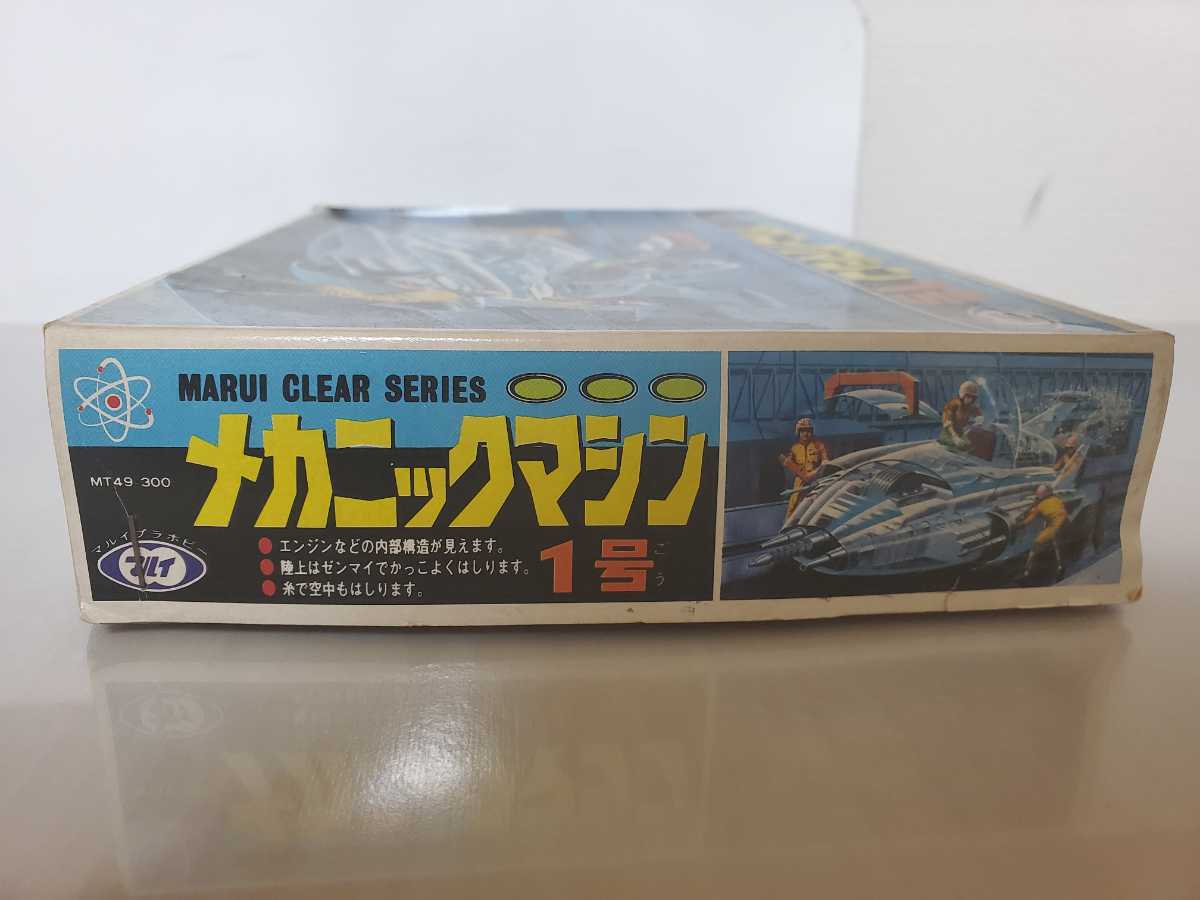 MARUI CLEAR SERIES
メカニックマシン
MT49 300
マルイプラホビー
マルイ
エンジンなどの内部構造が見えます。
陸上はゼンマイでかっこよくはしります。
糸で空中もはしります。
1号
ごう